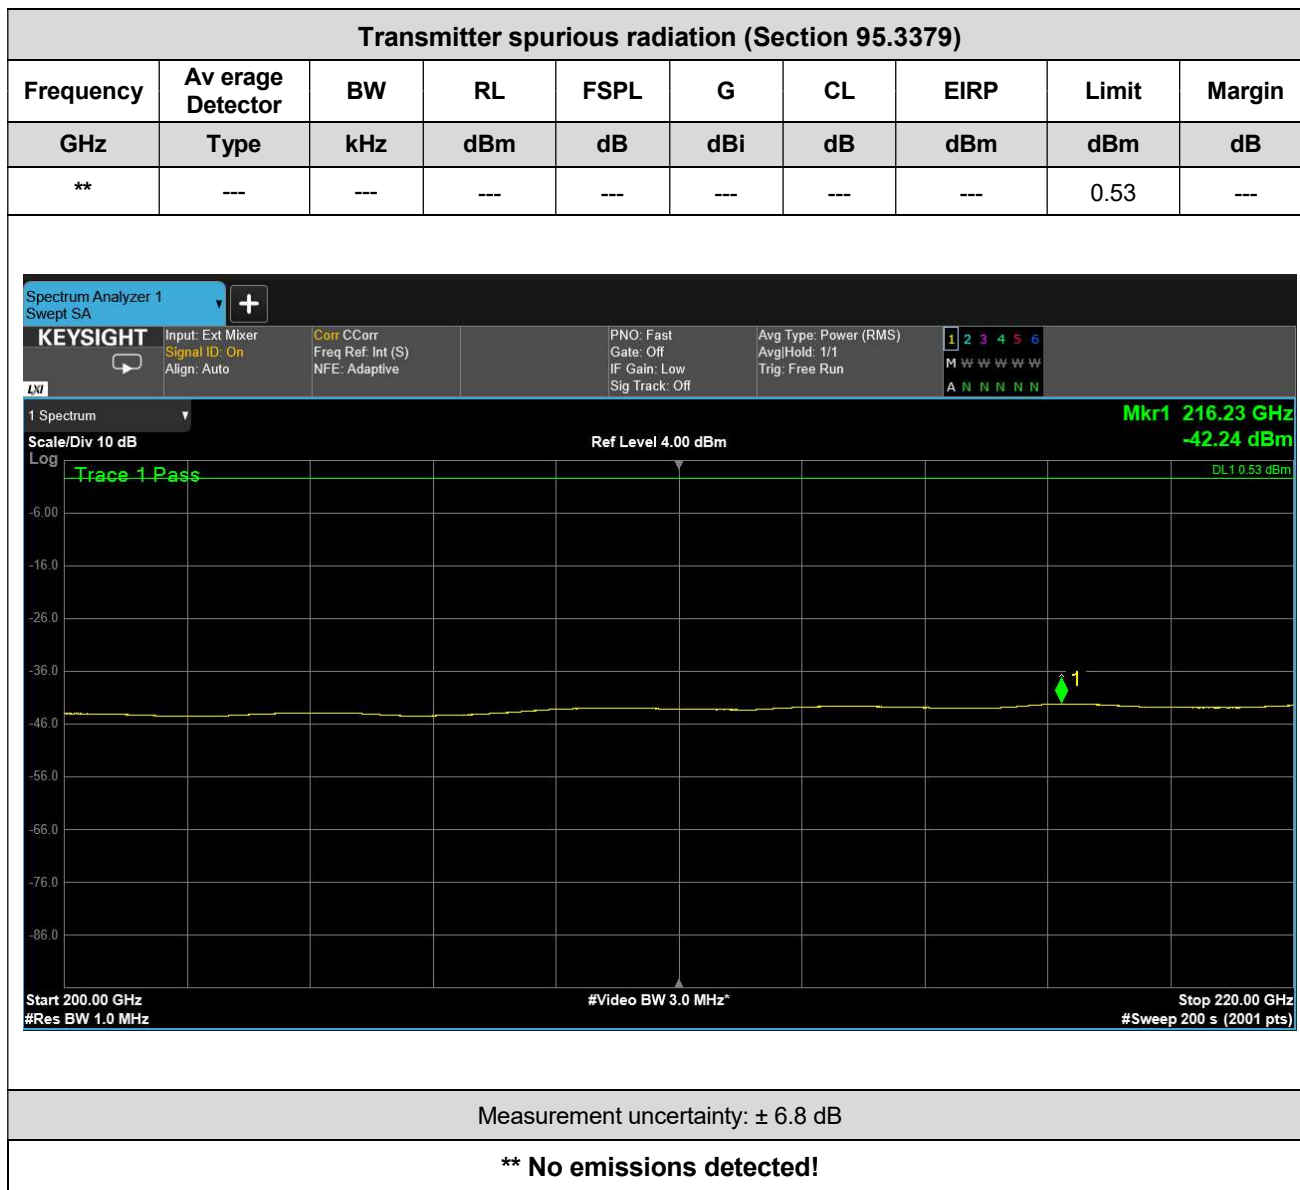 Transmitter spurious radiation (Section 95.3379)
Frequency Av erage Detector BW RL FSPL G CL EIRP Limit Margin
GHz Type kHz dBm dB dBi dB dBm dBm dB
** --- --- --- --- --- --- --- 0.53 ---
Spectrum Analyzer 1
Swept SA
+
KEYSIGHT Input: Ext Mixer Corr CCorr PNO: Fast Avg Type: Power (RMS) 1 2 3 4 5 6
Signal ID: On Freq Ref: Int (S) Gate: Off Avg|Hold: 1/1 M W W W W W
Align: Auto NFE: Adaptive IF Gain: Low Trig: Free Run
LXI Sig Track: Off A N N N N N
1 Spectrum Mkr1 216.23 GHz
Scale/Div 10 dB Ref Level 4.00 dBm -42.24 dBm
Log
Trace 1 Pass DL1 0.53 dBm
-6.00
-16.0
-26.0
-36.0
1
-46.0
-56.0
-66.0
-76.0
-86.0
Start 200.00 GHz #Video BW 3.0 MHz* Stop 220.00 GHz
#Res BW 1.0 MHz #Sweep 200 s (2001 pts)
Measurement uncertainty: ± 6.8 dB
** No emissions detected!